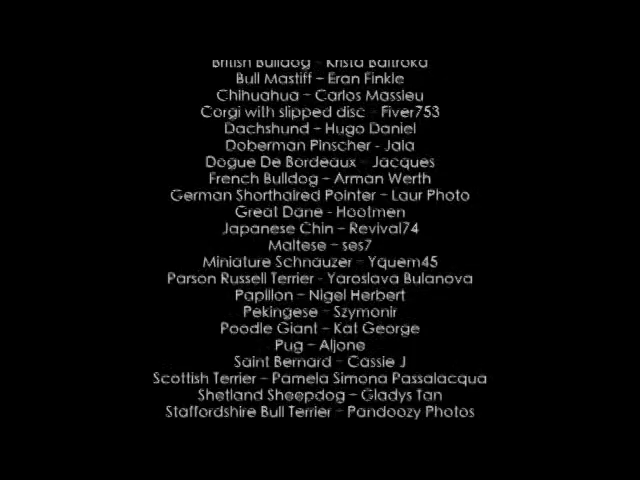 British Bulldog - Krista Baltroka
Bull Mastiff – Eran Finkle
Chihuahua – Carlos Massieu
Corgi with slipped disc - Fiver753
Dachshund – Hugo Daniel
Doberman Pinscher - Jala
Dogue De Bordeaux – Jacques
French Bulldog – Arman Werth
German Shorthaired Pointer – Laur Photo
Great Dane - Hootmen
Japanese Chin – Revival74
Maltese – ses7
Miniature Schnauzer – Yquem45
Parson Russell Terrier - Yaroslava Bulanova
Papillon – Nigel Herbert
Pekingese – Szymonir
Poodle Giant – Kat George
Pug – Aljone
Saint Bernard – Cassie J
Scottish Terrier – Pamela Simona Passalacqua
Shetland Sheepdog – Gladys Tan
Staffordshire Bull Terrier – Pandoozy Photos